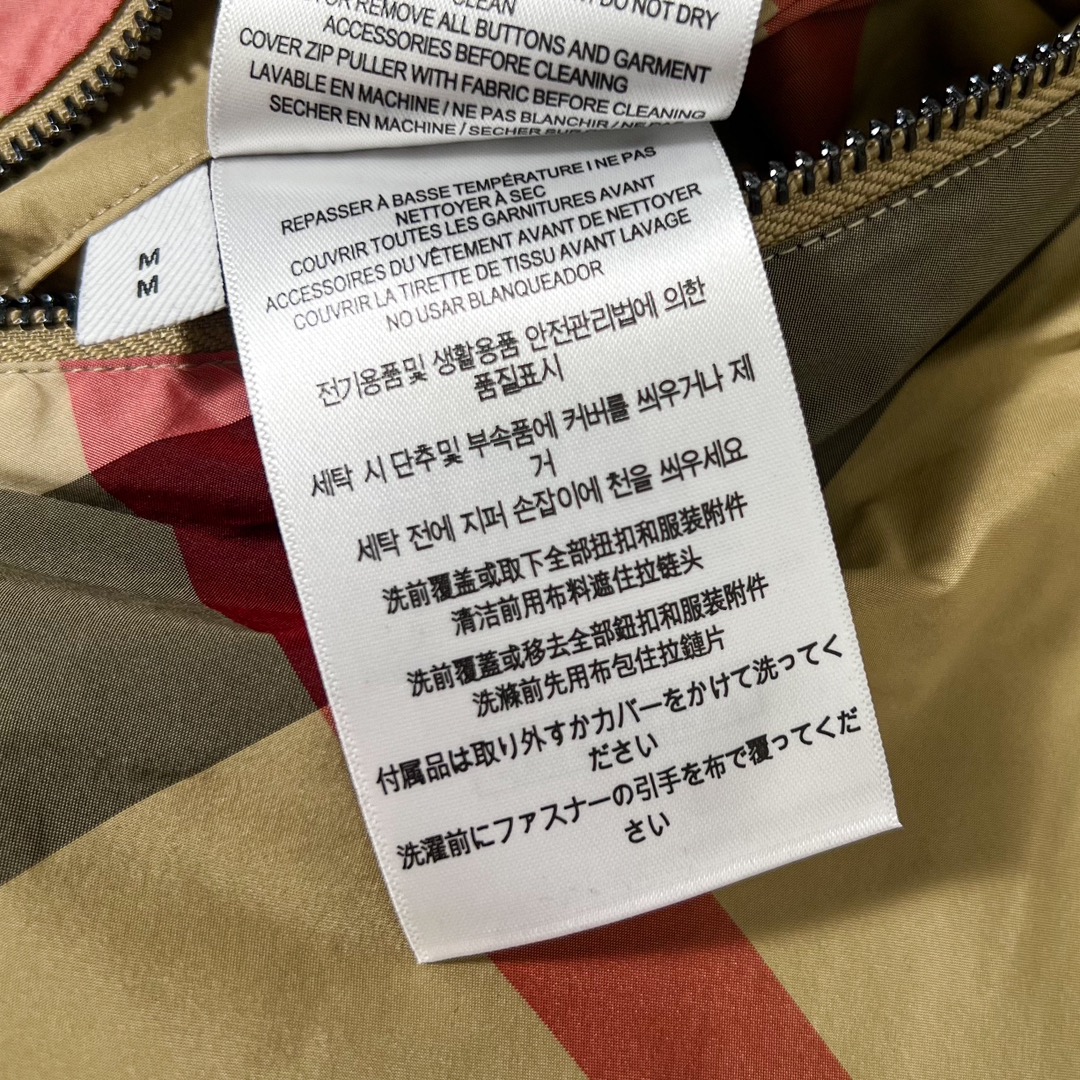 CLEAN DO NOT DRY
OR REMOVE ALL BUTTONS AND GARMENT
ACCESSORIES BEFORE CLEANING
COVER ZIP PULLER WITH FABRIC BEFORE CLEANING
LAVABLE EN MACHINE / NE PAS BLANCHIR / NE PAS
SECHER EN MACHINE / SECHER
REPASSER À BASSE TEMPÉRATURE I NE PAS
NETTOYER À SEC
COUVRIR TOUTES LES GARNITURES AVANT
ACCESSOIRES DU VÊTEMENT AVANT DE NETTOYER
COUVRIR LA TIRETTE DE TISSU AVANT LAVAGE
NO USAR BLANQUEADOR
전기용품및 생활용품 안전관리법에 의한
품질표시
세탁 시 단추및 부속품에 커버를 씌우거나 제
거
세탁 전에 지퍼 손잡이에 천을 씌우세요
洗前覆盖或取下全部扭扣和服装附件
清洁前用布料遮住拉链头
洗前覆蓋或移去全部鈕扣和服装附件
洗滌前先用布包住拉鏈片
付属品は取り外すかカバーをかけて洗ってく
ださい
洗濯前にファスナーの引手を布で覆ってくだ
さい
M
M